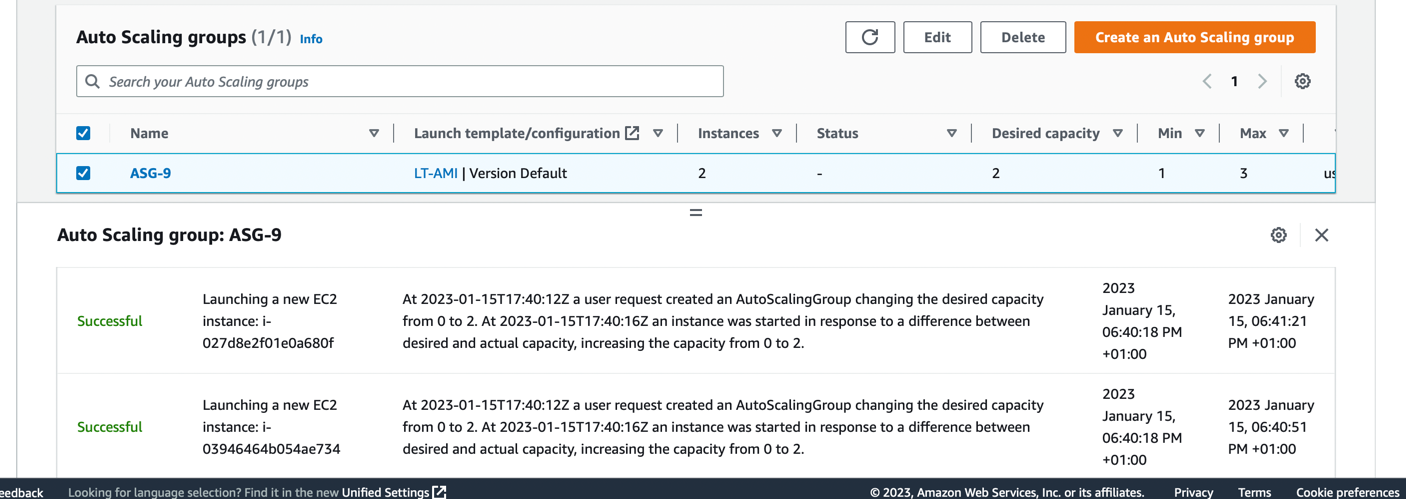 Auto Scaling groups (1/1) Info
Edit
Delete
Create an Auto Scaling group
Search your Auto Scaling groups
1
Name
Launch template/configuration
Instances
Status
Desired capacity
Min
Max
ASG-9
LT-AMI | Version Default
2
-
2
1
3
us
Auto Scaling group: ASG-9
Successful
Launching a new EC2
instance: i-
027d8e2f01e0a680f
At 2023-01-15T17:40:12Z a user request created an AutoScalingGroup changing the desired capacity
from 0 to 2. At 2023-01-15T17:40:16Z an instance was started in response to a difference between
desired and actual capacity, increasing the capacity from 0 to 2.
2023
January 15,
06:40:18 PM
+01:00
2023 January
15, 06:41:21
PM +01:00
Successful
Launching a new EC2
instance: i-
03946464b054ae734
At 2023-01-15T17:40:12Z a user request created an AutoScalingGroup changing the desired capacity
from 0 to 2. At 2023-01-15T17:40:16Z an instance was started in response to a difference between
desired and actual capacity, increasing the capacity from 0 to 2.
2023
January 15,
06:40:18 PM
+01:00
2023 January
15, 06:40:51
PM +01:00
eedback
Looking for language selection? Find it in the new Unified Settings
© 2023, Amazon Web Services, Inc. or its affiliates.
Privacy
Terms
Cookie preferences